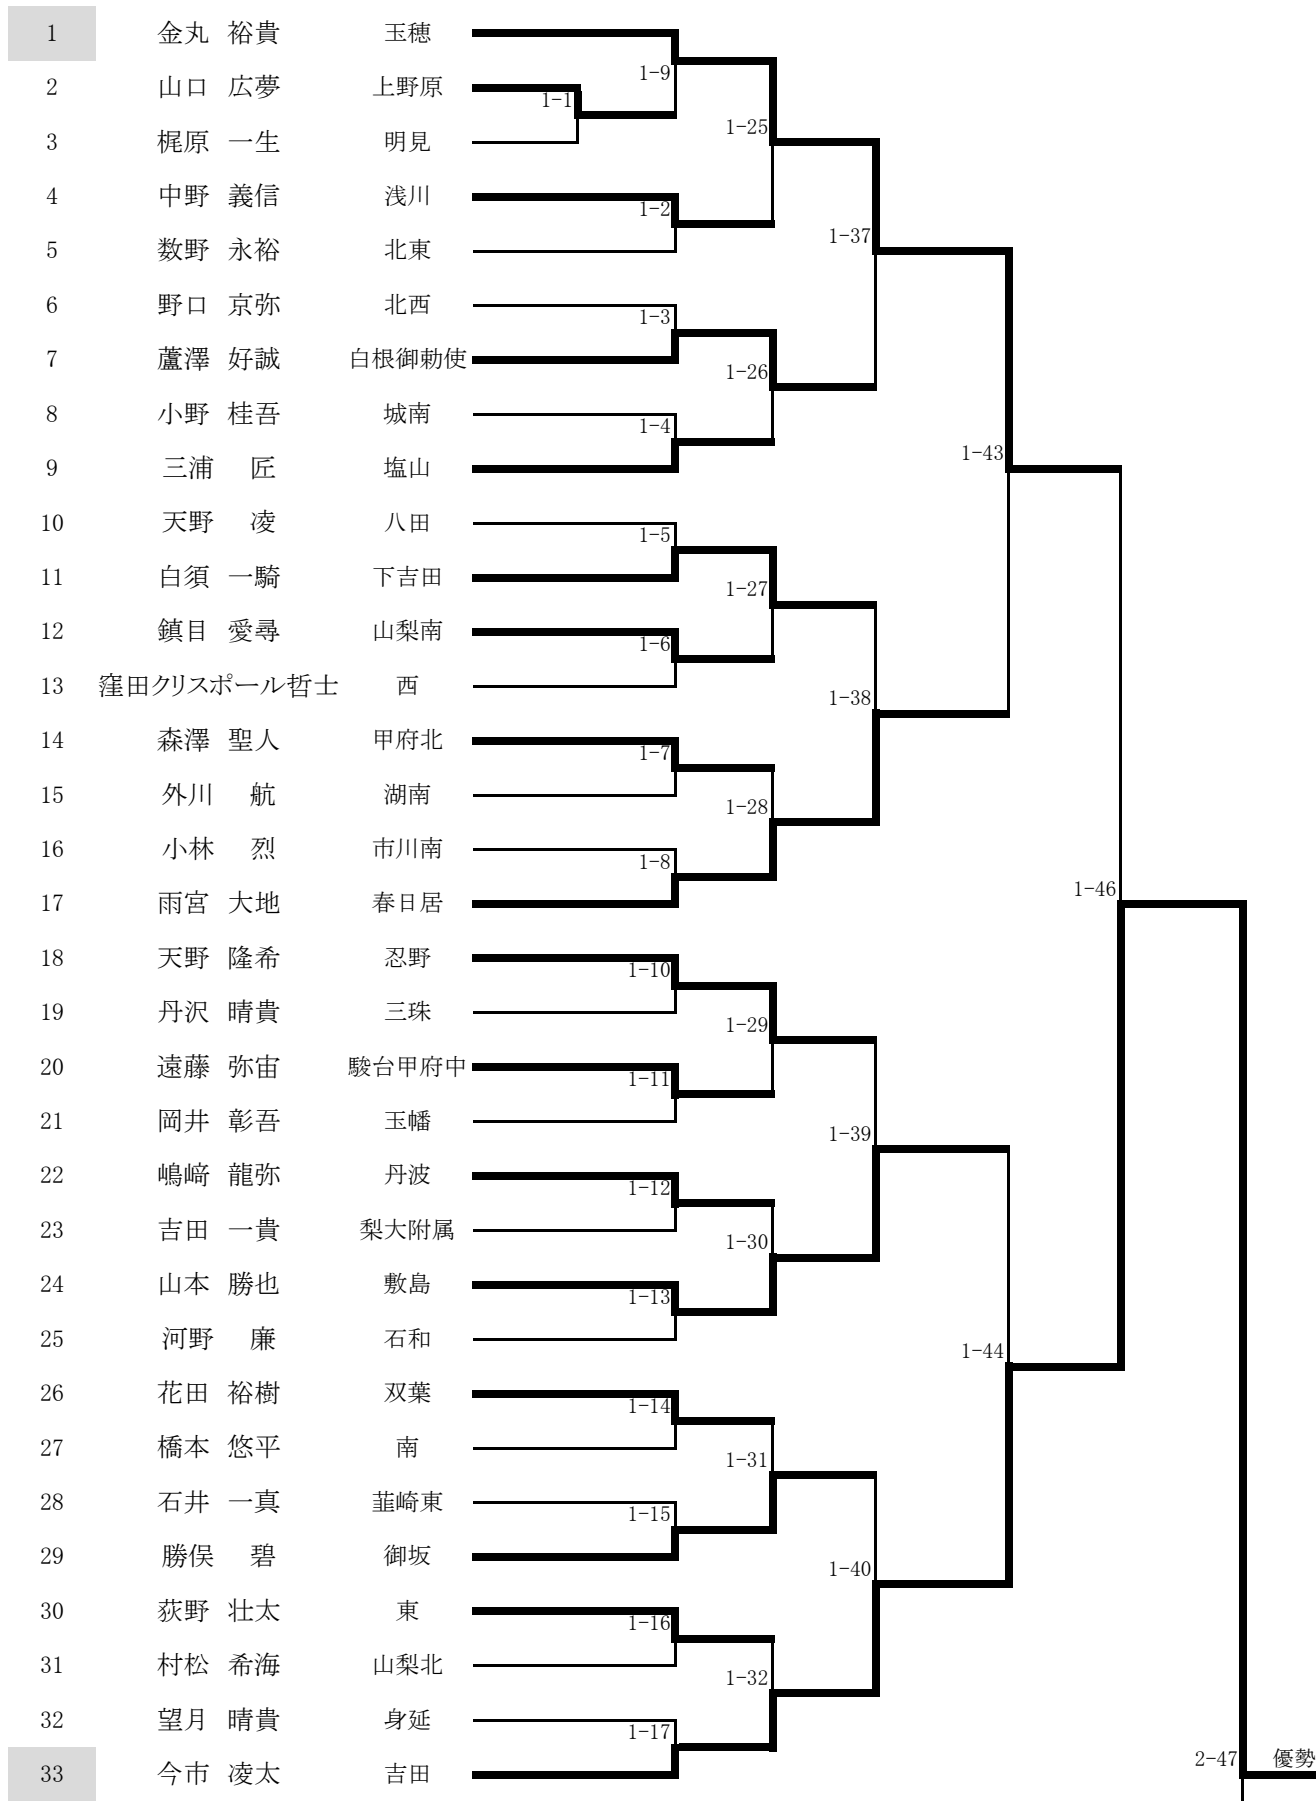 1 金丸 裕貴 玉穂
1-9
2 山口 広夢 上野原
1-1
1-25
3 梶原 一生 明見
4 中野 義信 浅川
1-2
1-37
5 数野 永裕 北東
6 野口 京弥 北西
1-3
7 蘆澤 好誠 白根御勅使
1-26
8 小野 桂吾 城南
1-4
1-43
9 三浦 匠 塩山
10 天野 凌 八田
1-5
11 白須 一騎 下吉田
1-27
12 鎮目 愛尋 山梨南
1-6
13 窪田クリスポール哲士 西
1-38
14 森澤 聖人 甲府北
1-7
15 外川 航 湖南
1-28
16 小林 烈 市川南
1-8
1-46
17 雨宮 大地 春日居
18 天野 隆希 忍野
1-10
19 丹沢 晴貴 三珠
1-29
20 遠藤 弥宙 駿台甲府中
1-11
21 岡井 彰吾 玉幡
1-39
22 嶋﨑 龍弥 丹波
1-12
23 吉田 一貴 梨大附属
1-30
24 山本 勝也 敷島
1-13
25 河野 廉 石和
1-44
26 花田 裕樹 双葉
1-14
27 橋本 悠平 南
1-31
28 石井 一真 韮崎東
1-15
29 勝俣 碧 御坂
1-40
30 荻野 壮太 東
1-16
31 村松 希海 山梨北
1-32
32 望月 晴貴 身延
1-17
2-47 優勢
33 今市 凌太 吉田